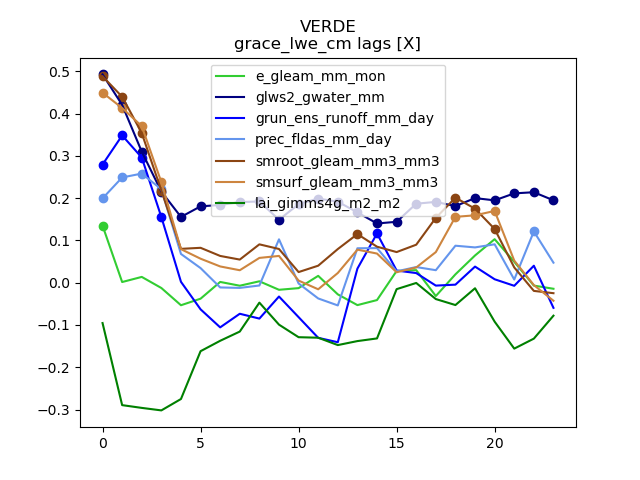 VERDE
grace_lwe_cm lags [X]
0.5
0.4
0.3
0.2
0.1
0.0
−0.1
−0.2
−0.3
e_gleam_mm_mon
glws2_gwater_mm
grun_ens_runoff_mm_day
prec_fldas_mm_day
smroot_gleam_mm3_mm3
smsurf_gleam_mm3_mm3
lai_gimms4g_m2_m2
0 5 10 15 20